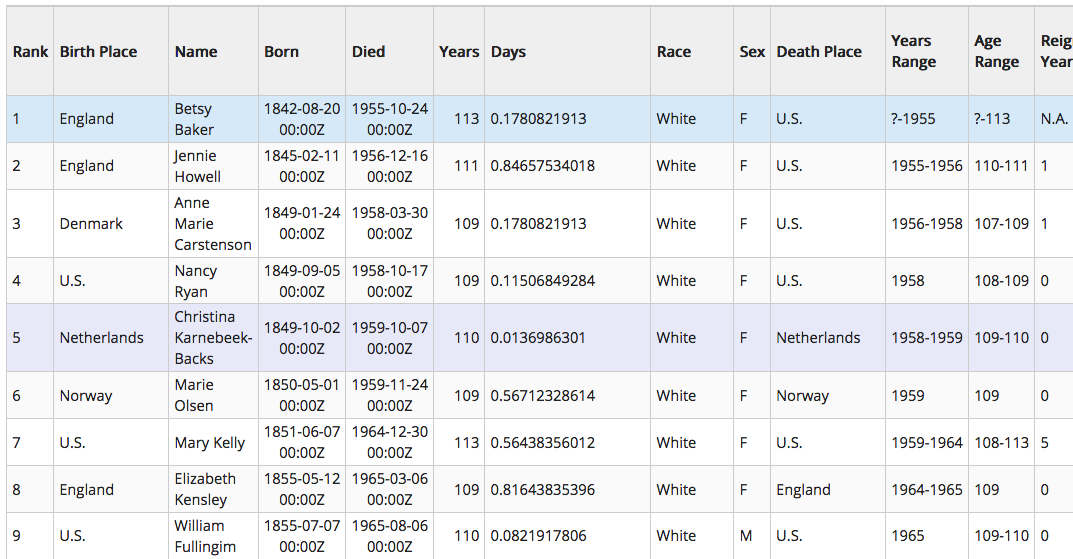 Rank Birth Place Name Born Died Years Days Race Sex Death Place Years Range Age Range Reig Year
1 England Betsy Baker 1842-08-20 00:00Z 1955-10-24 00:00Z 113 0.1780821913 White F U.S. ?-1955 ?-113 N.A.
2 England Jennie Howell 1845-02-11 00:00Z 1956-12-16 00:00Z 111 0.84657534018 White F U.S. 1955-1956 110-111 1
3 Denmark Anne Marie Carstenson 1849-01-24 00:00Z 1958-03-30 00:00Z 109 0.1780821913 White F U.S. 1956-1958 107-109 1
4 U.S. Nancy Ryan 1849-09-05 00:00Z 1958-10-17 00:00Z 109 0.11506849284 White F U.S. 1958 108-109 0
5 Netherlands Christina Karnebeek-Backs 1849-10-02 00:00Z 1959-10-07 00:00Z 110 0.0136986301 White F Netherlands 1958-1959 109-110 0
6 Norway Marie Olsen 1850-05-01 00:00Z 1959-11-24 00:00Z 109 0.56712328614 White F Norway 1959 109 0
7 U.S. Mary Kelly 1851-06-07 00:00Z 1964-12-30 00:00Z 113 0.56438356012 White F U.S. 1959-1964 108-113 5
8 England Elizabeth Kensley 1855-05-12 00:00Z 1965-03-06 00:00Z 109 0.81643835396 White F England 1964-1965 109 0
9 U.S. William Fullingim 1855-07-07 00:00Z 1965-08-06 00:00Z 110 0.0821917806 White M U.S. 1965 109-110 0